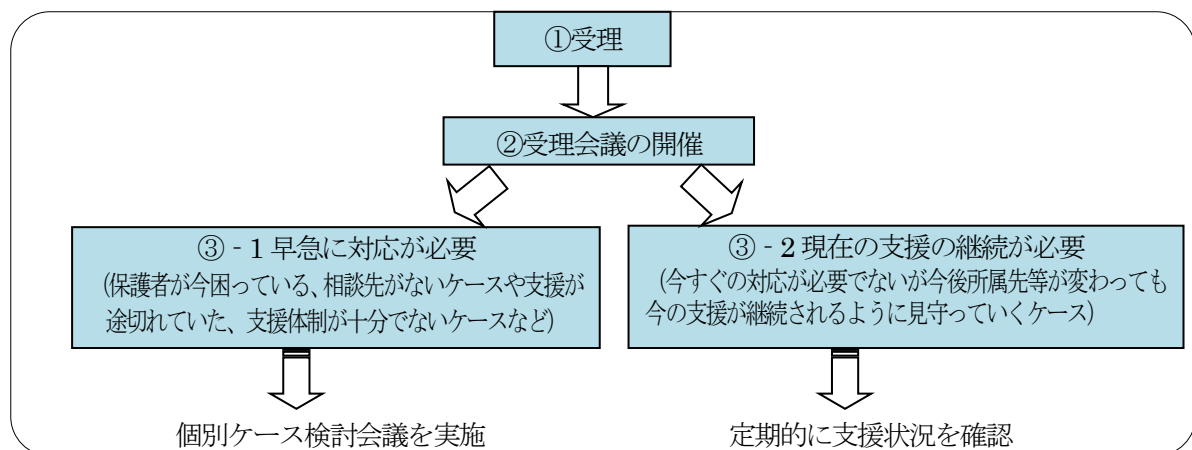 ①受理
②受理会議の開催
③‐1 早急に対応が必要
(保護者が今困っている、相談先がないケースや支援が
途切れていた、支援体制が十分でないケースなど)
③‐2 現在の支援の継続が必要
(今すぐの対応が必要でないが今後所属先等が変わっても
今の支援が継続されるように見守っていくケース)
個別ケース検討会議を実施
定期的に支援状況を確認